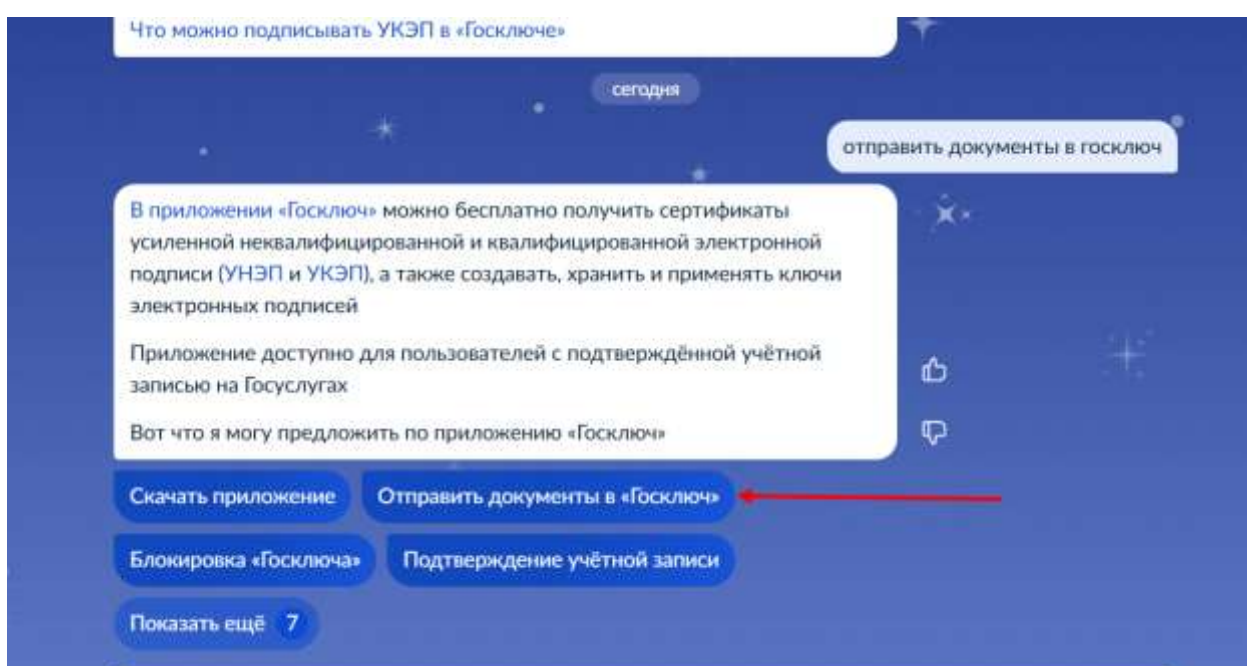 Что можно подписывать УКЭП в «Госключе»
сегодня
отправить документы в госключ
В приложении «Госключ» можно бесплатно получить сертификаты
усиленной неквалифицированной и квалифицированной электронной
подписи (УНЭП и УКЭП), а также создавать, хранить и применять ключи
электронных подписей
Приложение доступно для пользователей с подтверждённой учётной
записью на Госуслугах
Вот что я могу предложить по приложению «Госключ»
Скачать приложение Отправить документы в «Госключ»
Блокировка «Госключа» Подтверждение учётной записи
Показать ещё 7